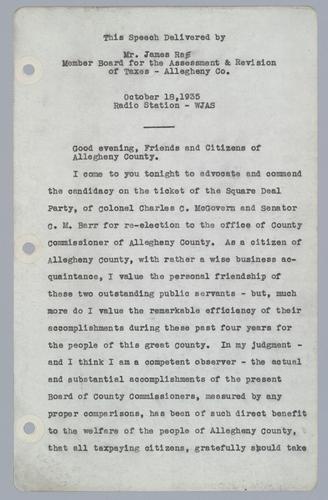 This Speech Delivered by
Mr. James Rae
Member Board for the Assessment & Revision
of Taxes - Allegheny Co.
October 18,1935
Radio Station - WJAS
Good evening, Friends and Citizens of
Allegheny County.
I come to you tonight to advocate and commend
the candidacy on the ticket of the Square Deal
Party, of colonel Charles C. McGovern and Senator
C. M. Barr for re-election to the office of County
Commissioner of Allegheny County. As a citizen of
Allegheny County, with rather a wise business ac-
quaintance, I value the personal friendship of
these two outstanding public servants - but, much
more do I value the remarkable efficiency of their
accomplishments during these past four years for
the people of this great County. In my judgment -
and I think I am a competent observer - the actual
and substantial accomplishments of the present
Board of County Commissioners, measured by any
proper comparisons, has been of such direct benefit
to the welfare of the people of Allegheny County,
that all taxpaying citizens, gratefully should take